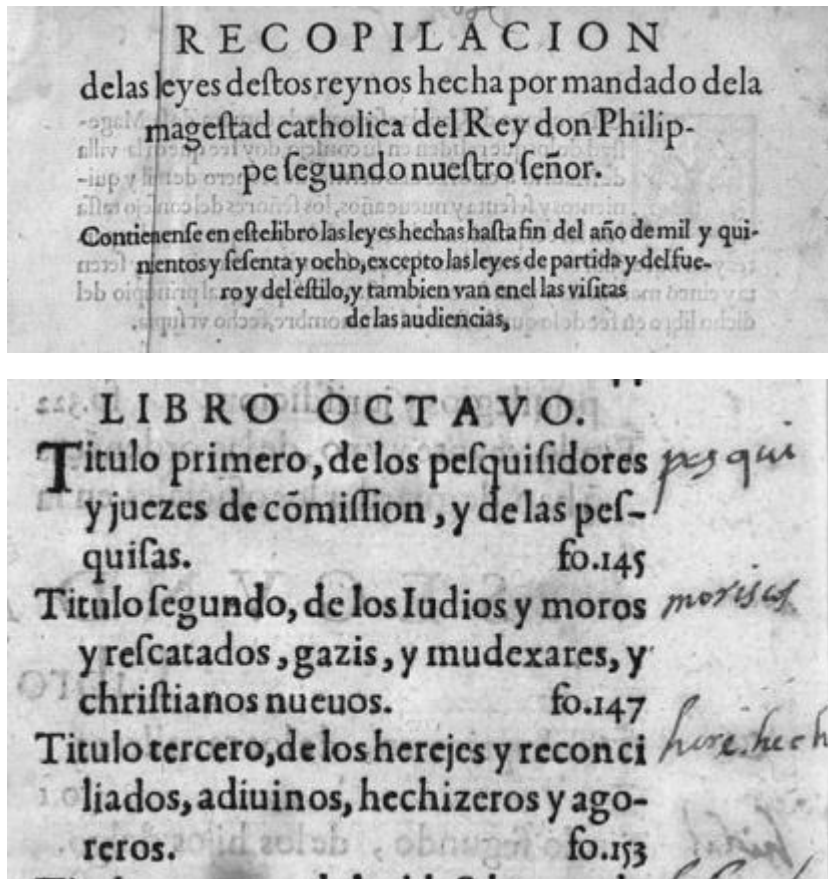 RECOPILACION
delas leyes deſtos reynos hecha por mandado dela
mageſtad catholica del Rey don Philip-
pe ſegundo nueſtro ſeñor.
Contienenſe en eſte libro las leyes hechas haſta fin del año de mil y qui-
nientos y ſeſenta y ocho, excepto las leyes de partida y del fue-
ro y del eſtilo, y tambien van enel las viſitas
de las audiencias,
LIBRO OCTAVO.
Titulo primero, de los peſquiſidores pesqui
y juezes de cōmiſſion, y de las peſ-
quiſas. fo.145
Titulo ſegundo, de los Iudios y moros moriscos
y reſcatados, gazis, y mudexares, y
chriſtianos nueuos. fo.147
Titulo tercero, de los herejes y reconci here. hech
liados, adiuinos, hechizeros y ago-
reros. fo.153